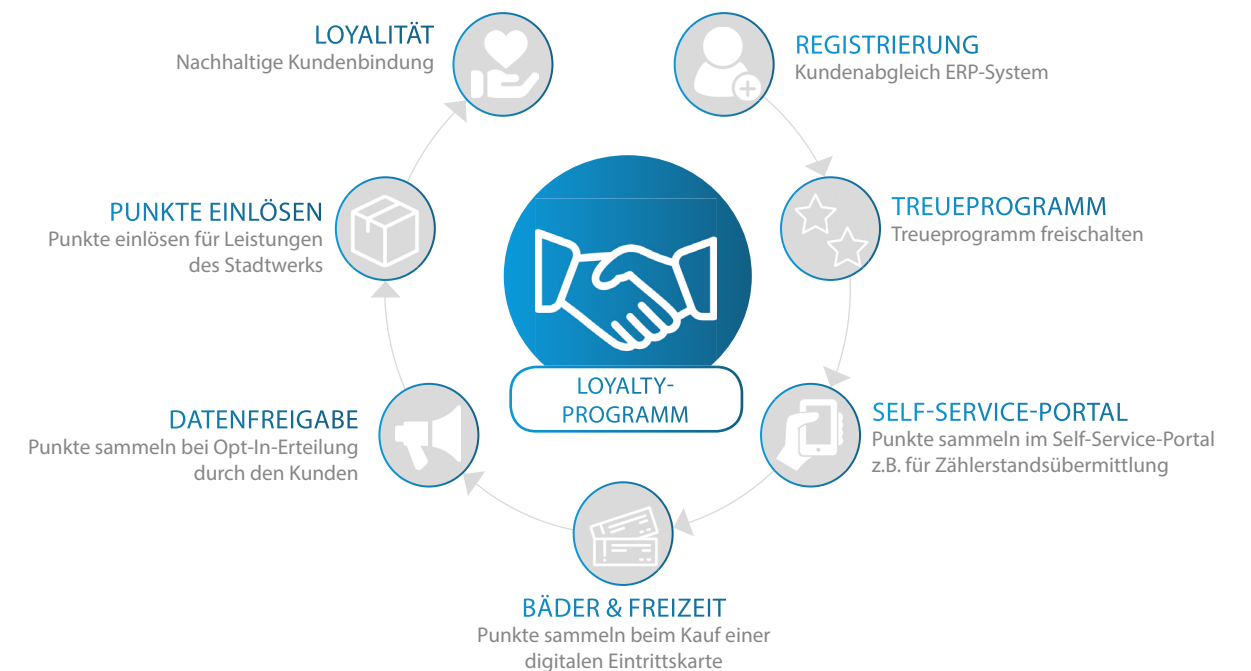 LOYALITÄT
Nachhaltige Kundenbindung
REGISTRIERUNG
Kundenabgleich ERP-System
TREUEPROGRAMM
Treueprogramm freischalten
SELF-SERVICE-PORTAL
Punkte sammeln im Self-Service-Portal
z.B. für Zählerstandsübermittlung
BÄDER & FREIZEIT
Punkte sammeln beim Kauf einer
digitalen Eintrittskarte
DATENFREIGABE
Punkte sammeln bei Opt-In-Erteilung
durch den Kunden
PUNKTE EINLÖSEN
Punkte einlösen für Leistungen
des Stadtwerks
LOYALTY-
PROGRAMM